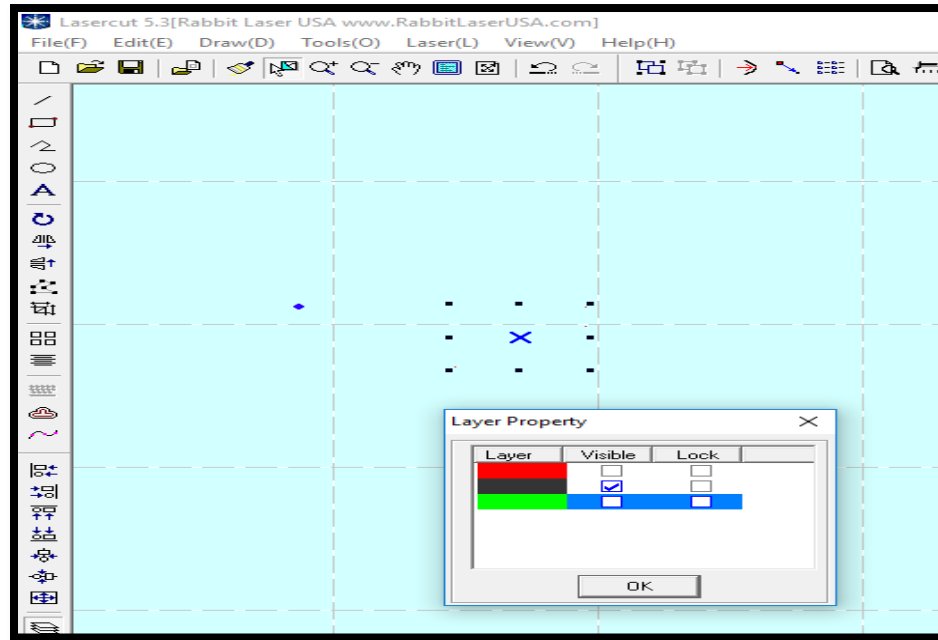 Lasercut 5.3[Rabbit Laser USA www.RabbitLaserUSA.com]
File(F) Edit(E) Draw(D) Tools(O) Laser(L) View(V) Help(H)
A
Layer Property
Layer Visible Lock
OK